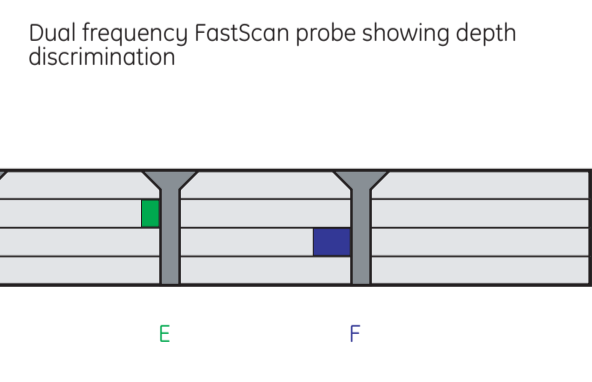 Dual frequency FastScan probe showing depth
discrimination
E F